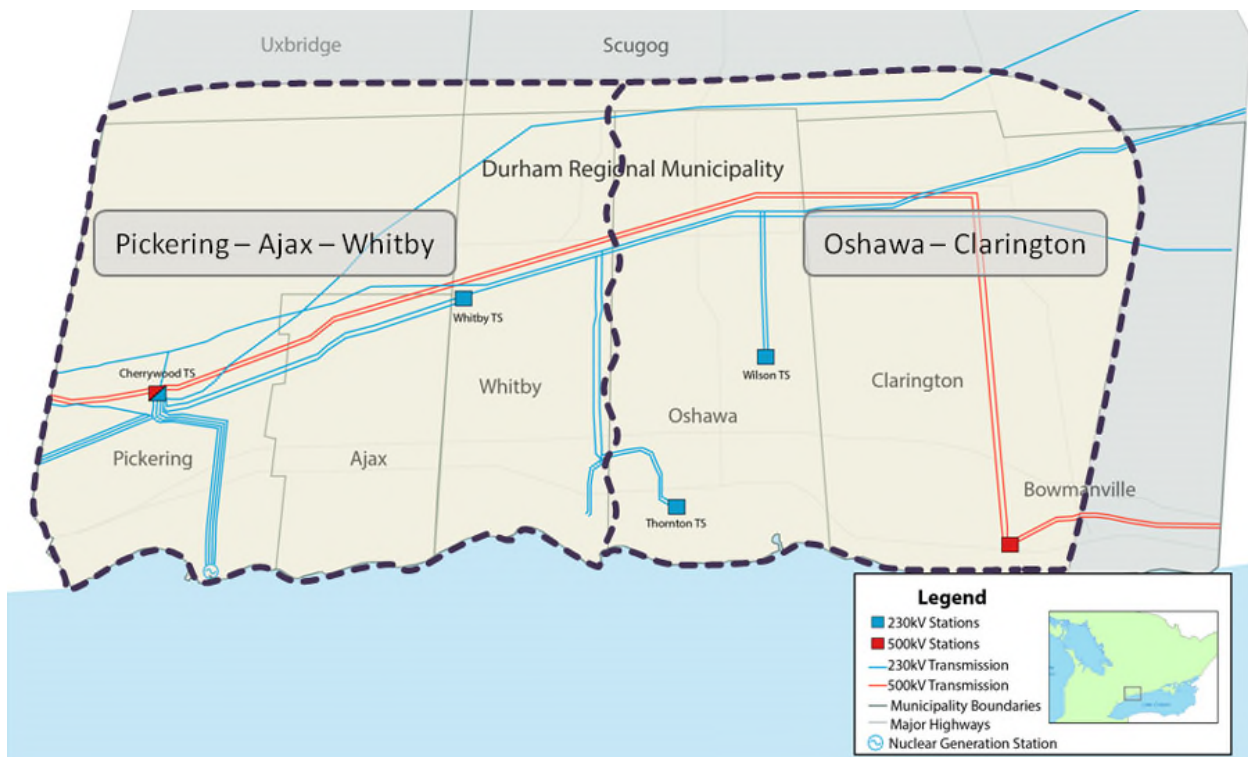 Uxbridge
Scugog
Durham Regional Municipality
Pickering – Ajax – Whitby
Oshawa – Clarington
Whitby TS
Cherrywood TS
Wilson TS
Whitby
Clarington
Oshawa
Pickering
Ajax
Bowmanville
Thornton TS
Legend
230kV Stations
500kV Stations
230kV Transmission
500kV Transmission
Municipality Boundaries
Major Highways
Nuclear Generation Station